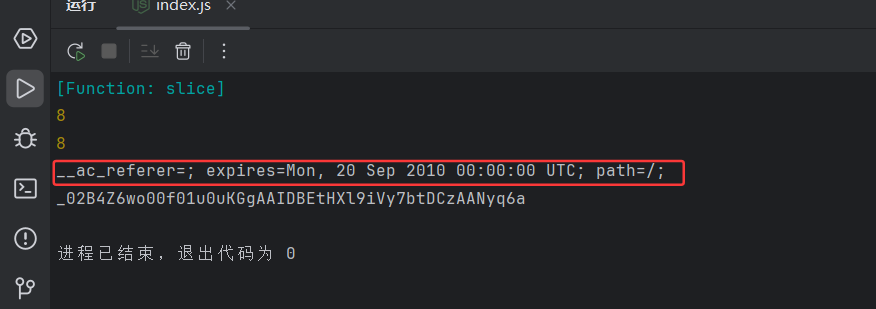 运行 index.js ×
[Function: slice]
8
8
__ac_referer=; expires=Mon, 20 Sep 2010 00:00:00 UTC; path=/;
_02B4Z6wo00f01u0uKGgAAIDBEtHXl9iVy7btDCzAANyq6a
进程已结束，退出代码为 0